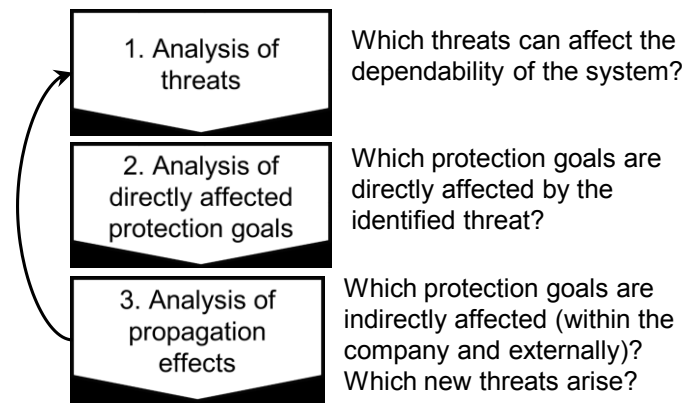 1. Analysis of
threats
Which threats can affect the
dependability of the system?
2. Analysis of
directly affected
protection goals
Which protection goals are
directly affected by the
identified threat?
3. Analysis of
propagation
effects
Which protection goals are
indirectly affected (within the
company and externally)?
Which new threats arise?